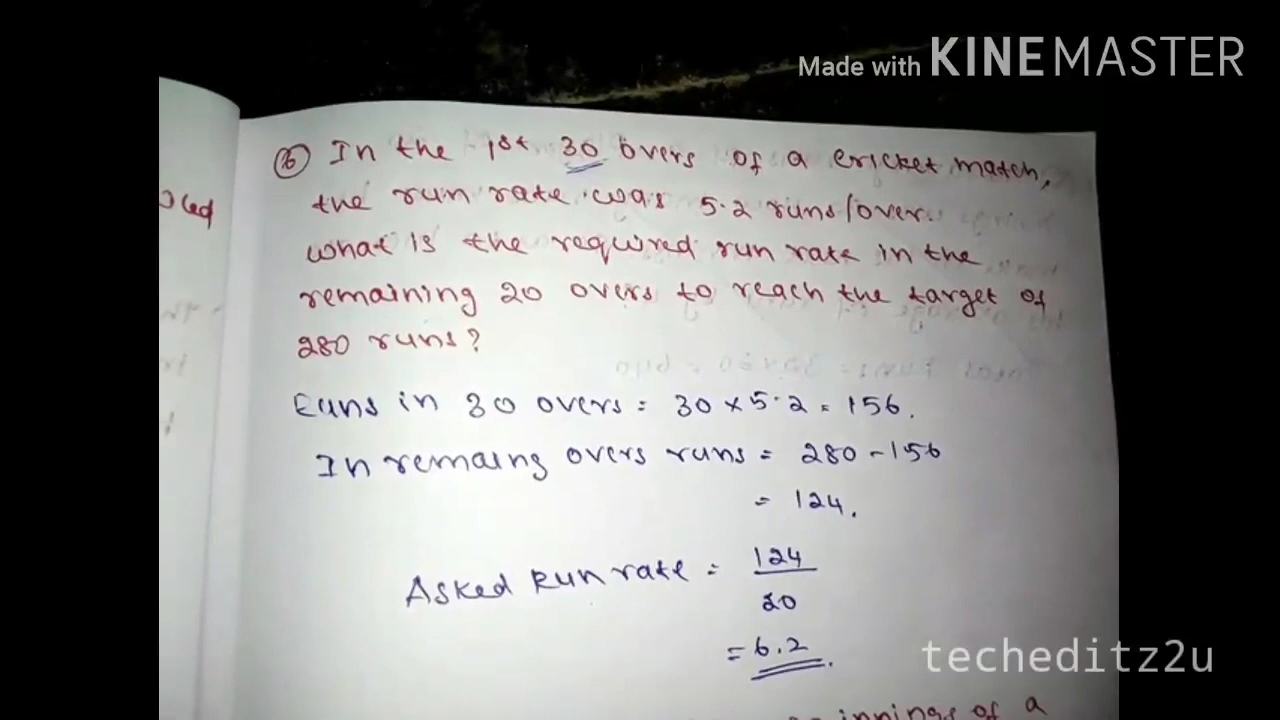 Made with KINEMASTER
⑥ In the 1st 30 overs of a cricket match,
the run rate was 5.2 runs/over.
what is the required run rate in the
remaining 20 overs to reach the target of
280 runs?
Runs in 30 overs = 30 × 5.2 = 156.
In remaing overs runs = 280 - 156
= 124.
Asked Run rate = 124
20
= 6.2
techeditz2u
innings of a